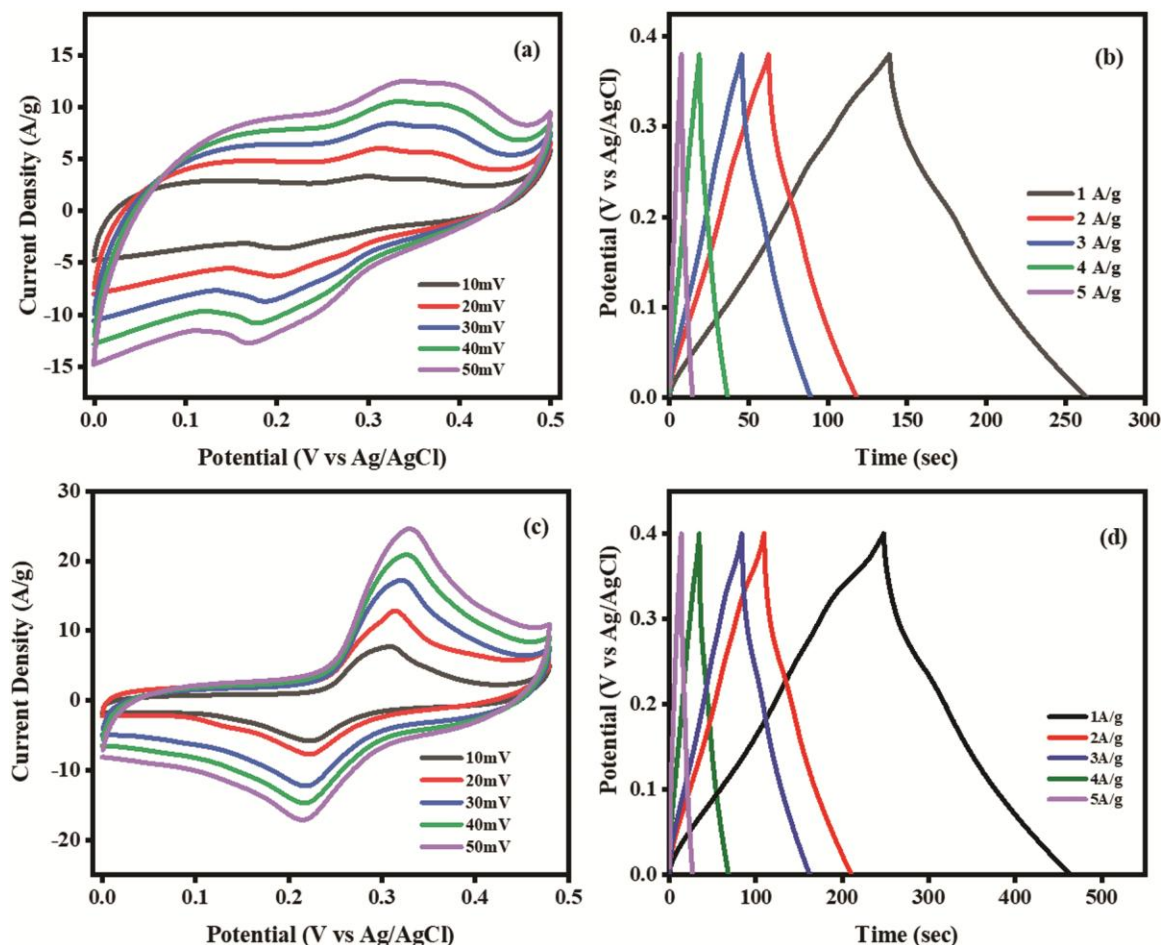 (a)
Current Density (A/g)
15
10
5
0
-5
-10
-15
0.0 0.1 0.2 0.3 0.4 0.5
10mV
20mV
30mV
40mV
50mV
Potential (V vs Ag/AgCl)
(b)
Potential (V vs Ag/AgCl)
0.4
0.3
0.2
0.1
0.0
0 50 100 150 200 250 300
1 A/g
2 A/g
3 A/g
4 A/g
5 A/g
Time (sec)
(c)
Current Density (A/g)
30
20
10
0
-10
-20
0.0 0.1 0.2 0.3 0.4 0.5
10mV
20mV
30mV
40mV
50mV
Potential (V vs Ag/AgCl)
(d)
Potential (V vs Ag/AgCl)
0.4
0.3
0.2
0.1
0.0
0 100 200 300 400 500
1A/g
2A/g
3A/g
4A/g
5A/g
Time (sec)